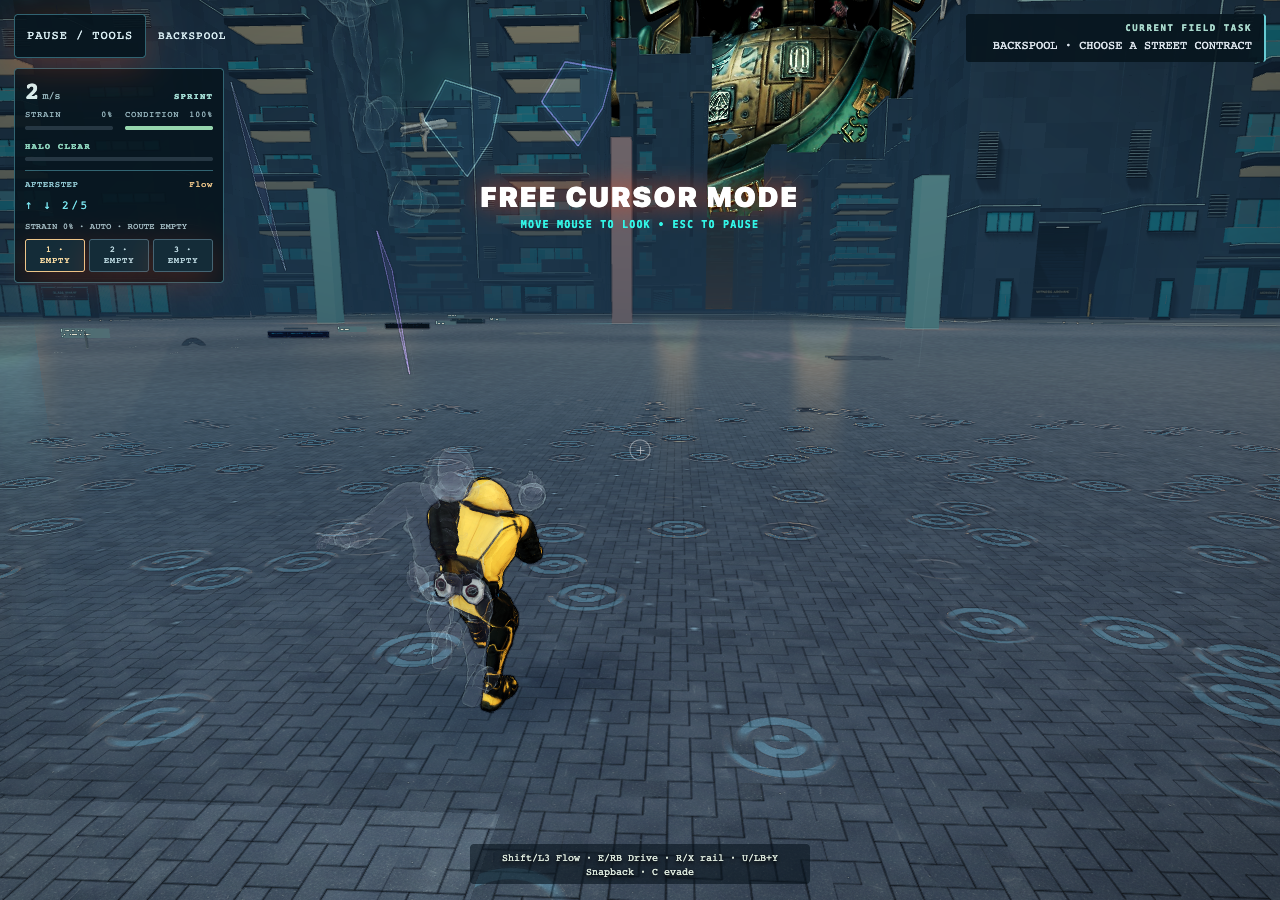 PAUSE / TOOLS
BACKSPOOL
CURRENT FIELD TASK
BACKSPOOL · CHOOSE A STREET CONTRACT
2 m/s
SPRINT
STRAIN 0%
CONDITION 100%
HALO CLEAR
AFTERSTEP
Flow
↑ ↓ 2/5
STRAIN 0% · AUTO · ROUTE EMPTY
1 · EMPTY
2 · EMPTY
3 · EMPTY
FREE CURSOR MODE
MOVE MOUSE TO LOOK • ESC TO PAUSE
Shift/L3 Flow · E/RB Drive · R/X rail · U/LB+Y
Snapback · C evade